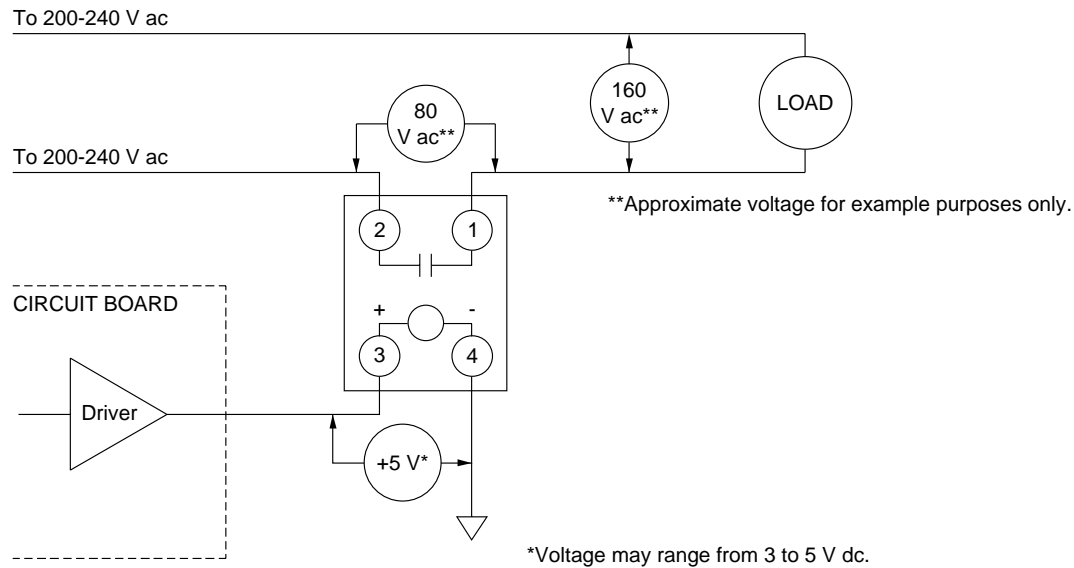 To 200-240 V ac
160
V ac**
LOAD
80
V ac**
To 200-240 V ac
**Approximate voltage for example purposes only.
2
1
CIRCUIT BOARD
+
-
3
4
Driver
+5 V*
*Voltage may range from 3 to 5 V dc.